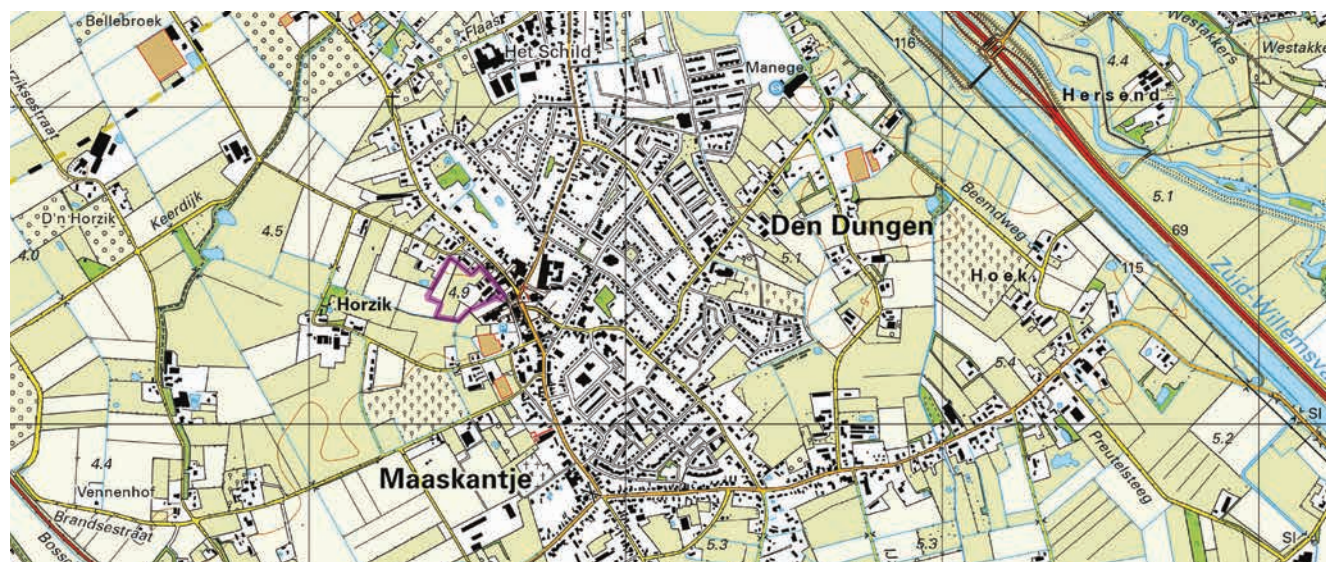 Bellebroek
Flaas
Het Schild
116
Manege
Westakkers
Westakke
4.4
Hersend
ziksestraat
Keerdijk
D'n Horzik
4.0
4.5
Den Dungen
Beemdweg
5.1
69
5.1
115
Hoek
Zuid-Willemsv
4.9
Horzik
5.4
SI
5.2
Maaskantje
Preutelsteeg
4.4
Vennenhof
Brandsestraat
Bosse
5.3
5.3
SI